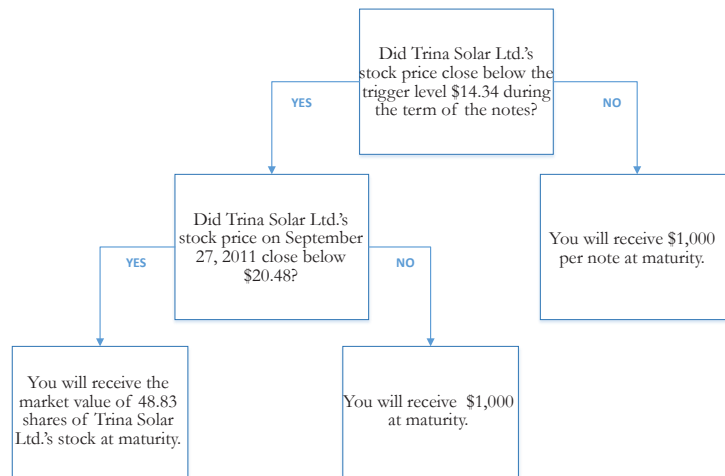 Did Trina Solar Ltd.'s
stock price close below the
trigger level $14.34 during
the term of the notes?
YES
NO
Did Trina Solar Ltd.'s
stock price on September
27, 2011 close below
$20.48?
You will receive $1,000
per note at maturity.
YES
NO
You will receive the
market value of 48.83
shares of Trina Solar
Ltd.'s stock at maturity.
You will receive $1,000
at maturity.